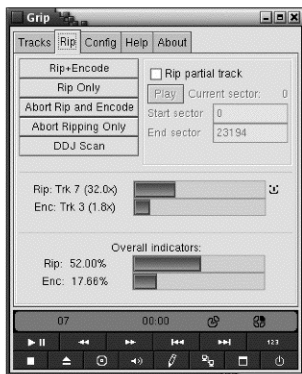 Grip
Tracks Rip Config Help About
Rip+Encode
Rip Only
Abort Rip and Encode
Abort Ripping Only
DDJ Scan
Rip partial track
Play Current sector: 0
Start sector 0
End sector 23194
Rip: Trk 7 (32.0x)
Enc: Trk 3 (1.8x)
Overall indicators:
Rip: 52.00%
Enc: 17.66%
07 00:00
123